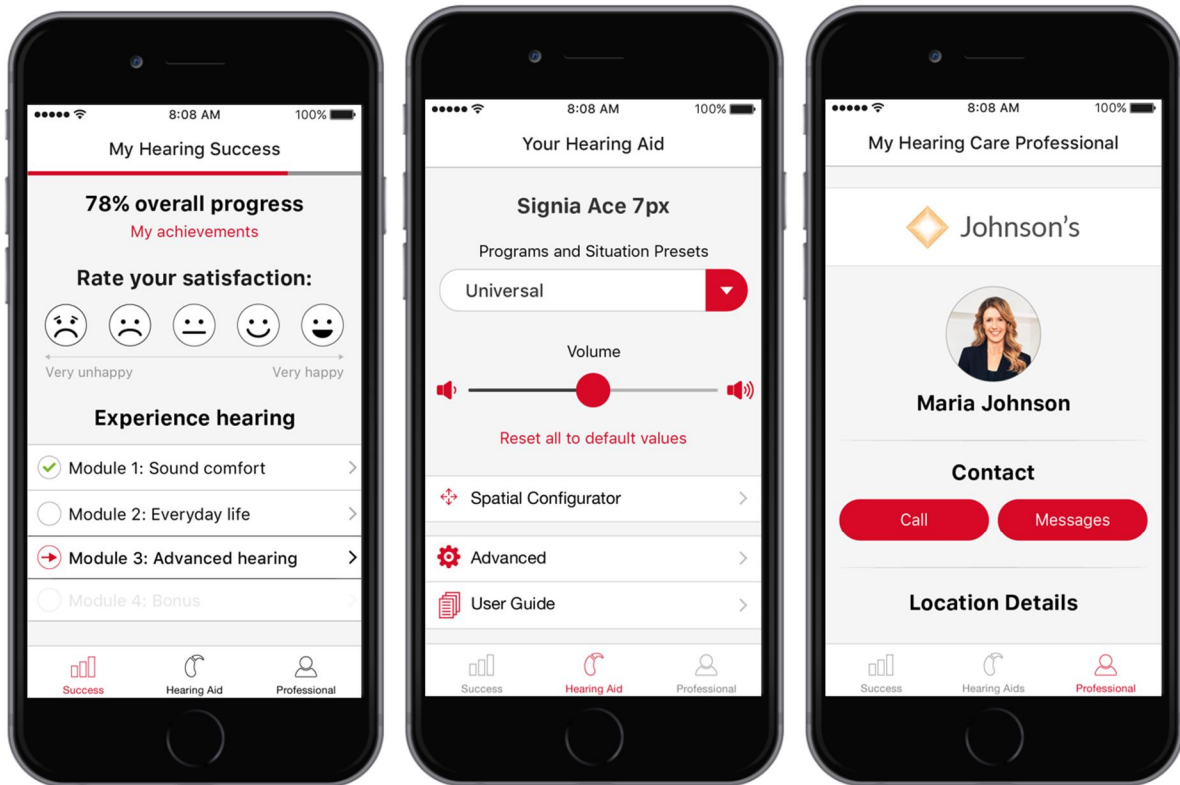 8:08 AM
100%
My Hearing Success
78% overall progress
My achievements
Rate your satisfaction:
Very unhappy
Very happy
Experience hearing
Module 1: Sound comfort
Module 2: Everyday life
Module 3: Advanced hearing
Module 4: Bonus
Success
Hearing Aid
Professional
8:08 AM
100%
Your Hearing Aid
Signia Ace 7px
Programs and Situation Presets
Universal
Volume
Reset all to default values
Spatial Configurator
Advanced
User Guide
Success
Hearing Aid
Professional
8:08 AM
100%
My Hearing Care Professional
Johnson's
Maria Johnson
Contact
Call
Messages
Location Details
Success
Hearing Aids
Professional